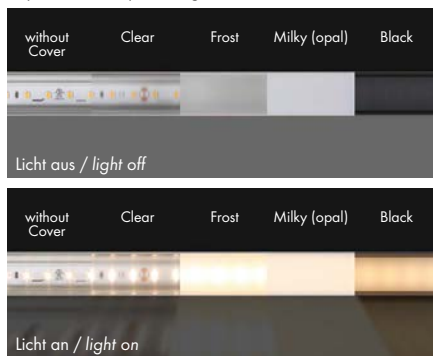 without Cover
Clear
Frost
Milky (opal)
Black
Licht aus / light off
without Cover
Clear
Frost
Milky (opal)
Black
Licht an / light on